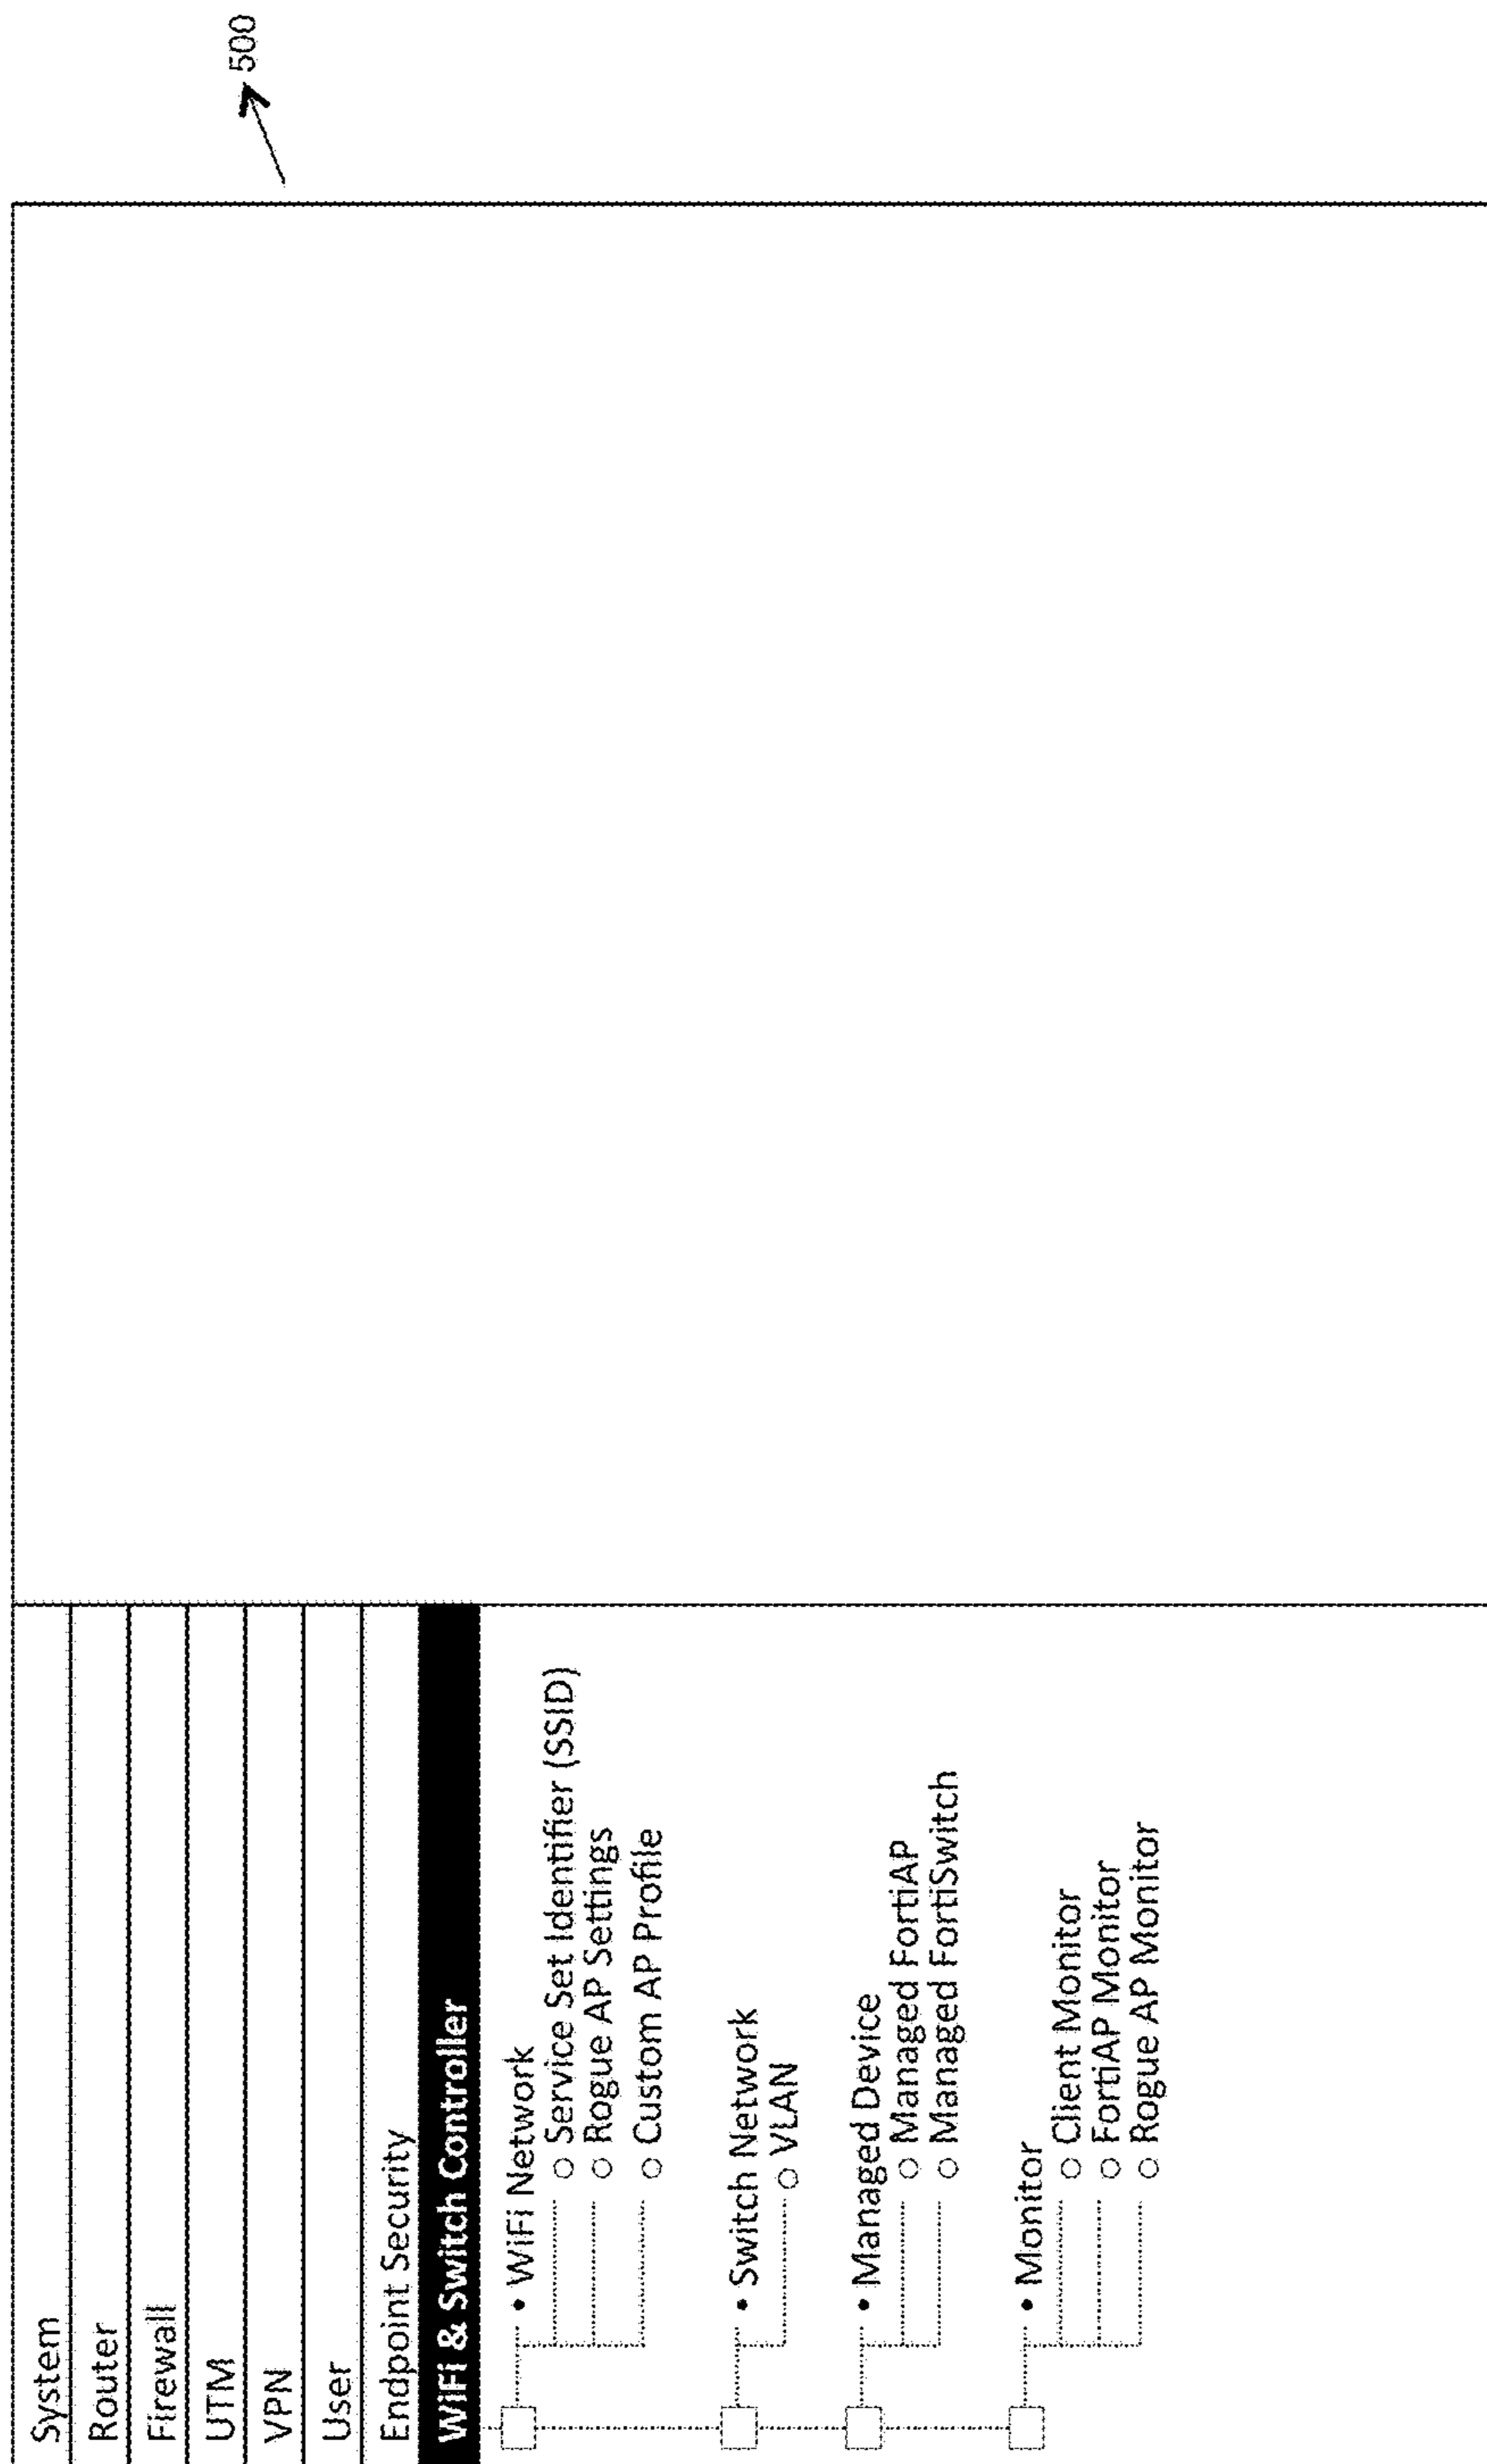 500
System
Router
Firewall
UTM
VPN
User
Endpoint Security
WiFi & Switch Controller
• WiFi Network
○ Service Set Identifier (SSID)
○ Rogue AP Settings
○ Custom AP Profile
• Switch Network
○ VLAN
• Managed Device
○ Managed FortiAP
○ Managed FortiSwitch
• Monitor
○ Client Monitor
○ FortiAP Monitor
○ Rogue AP Monitor